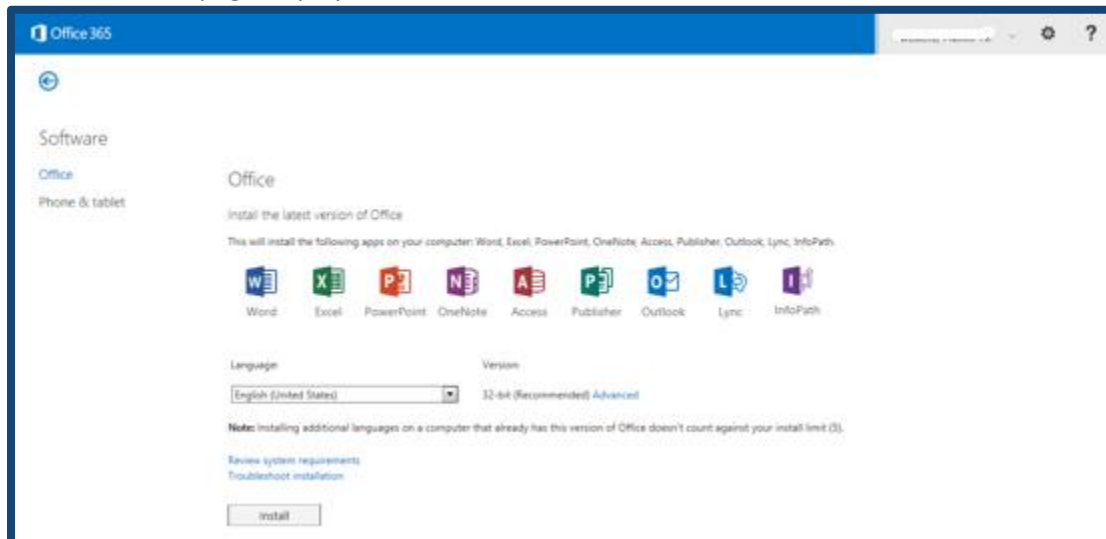 Office 365
?
Software
Office
Phone & tablet
Office
Install the latest version of Office
This will install the following apps on your computer: Word, Excel, PowerPoint, OneNote, Access, Publisher, Outlook, Lync, InfoPath.
Word Excel PowerPoint OneNote Access Publisher Outlook Lync InfoPath
Language: Version:
English (United States) 32-bit (Recommended) Advanced
Note: Installing additional languages on a computer that already has this version of Office doesn't count against your install limit (5).
Review system requirements
Troubleshoot installation
Install